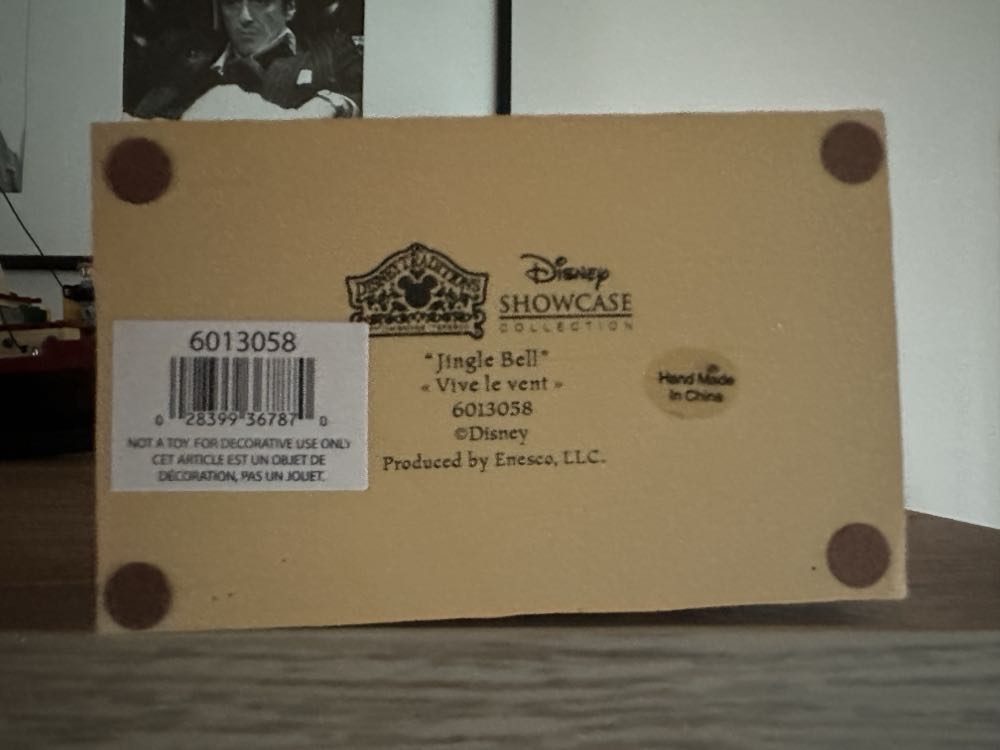 DISNEY TRADITIONS
Disney
SHOWCASE
COLLECTION
6013058
0 28399 36787 0
NOT A TOY. FOR DECORATIVE USE ONLY
CET ARTICLE EST UN OBJET DE
DÉCORATION, PAS UN JOUET.
"Jingle Bell"
« Vive le vent »
6013058
©Disney
Produced by Enesco, LLC.
Hand Made
In China